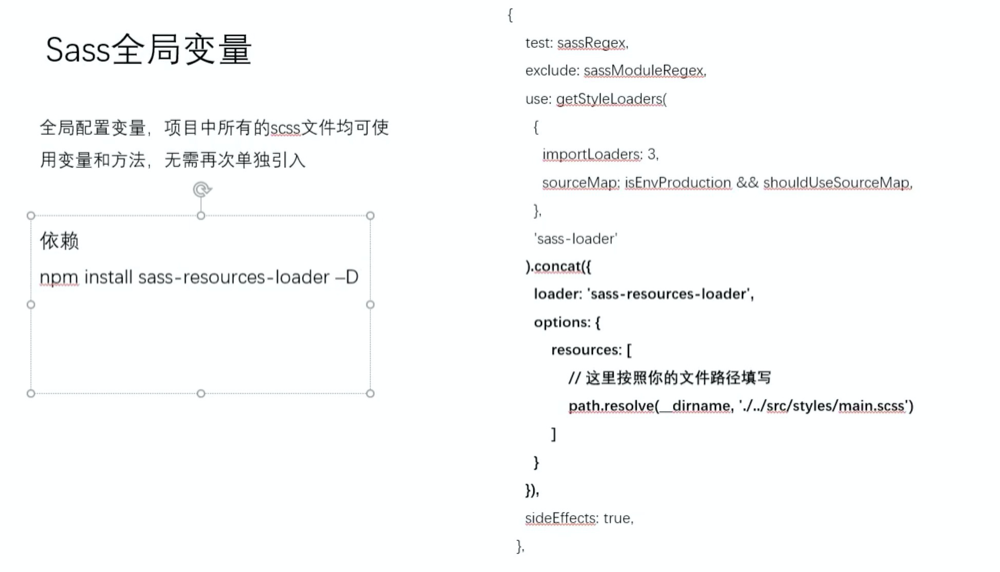 Sass全局变量
全局配置变量，项目中所有的scss文件均可使
用变量和方法，无需再次单独引入
依赖
npm install sass-resources-loader –D
{
test: sassRegex,
exclude: sassModuleRegex,
use: getStyleLoaders(
{
importLoaders: 3,
sourceMap: isEnvProduction && shouldUseSourceMap,
},
'sass-loader'
).concat({
loader: 'sass-resources-loader',
options: {
resources: [
// 这里按照你的文件路径填写
path.resolve(__dirname, './../src/styles/main.scss')
]
}
}),
sideEffects: true,
},